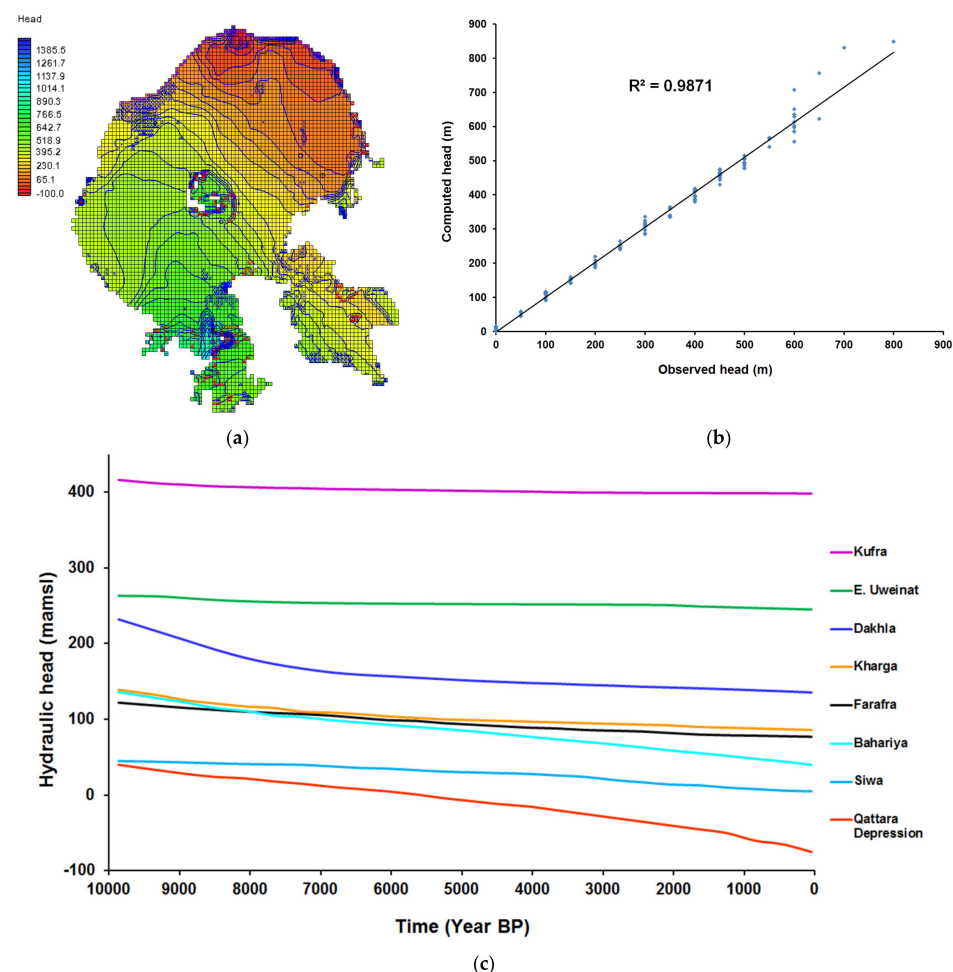 Head
1385.5
1261.7
1137.9
1014.1
890.3
766.5
642.7
518.9
395.2
230.1
65.1
-100.0
(a)
900
800
700
600
500
400
300
200
100
0
Computed head (m)
R² = 0.9871
0 100 200 300 400 500 600 700 800 900
Observed head (m)
(b)
400
300
200
100
0
-100
Hydraulic head (mamsl)
10000 9000 8000 7000 6000 5000 4000 3000 2000 1000 0
Time (Year BP)
Kufra
E. Uweinat
Dakhla
Kharga
Farafra
Bahariya
Siwa
Qattara
Depression
(c)